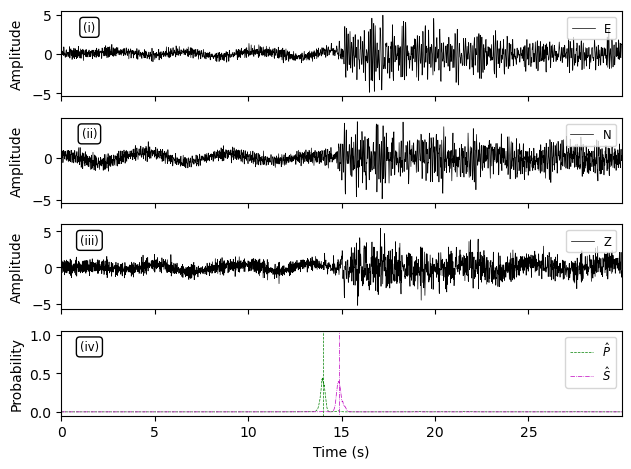 (i)
E
Amplitude
5
0
−5
(ii)
N
Amplitude
0
−5
(iii)
Z
Amplitude
5
0
−5
(iv)
P̂
Ŝ
Probability
1.0
0.5
0.0
0 5 10 15 20 25
Time (s)